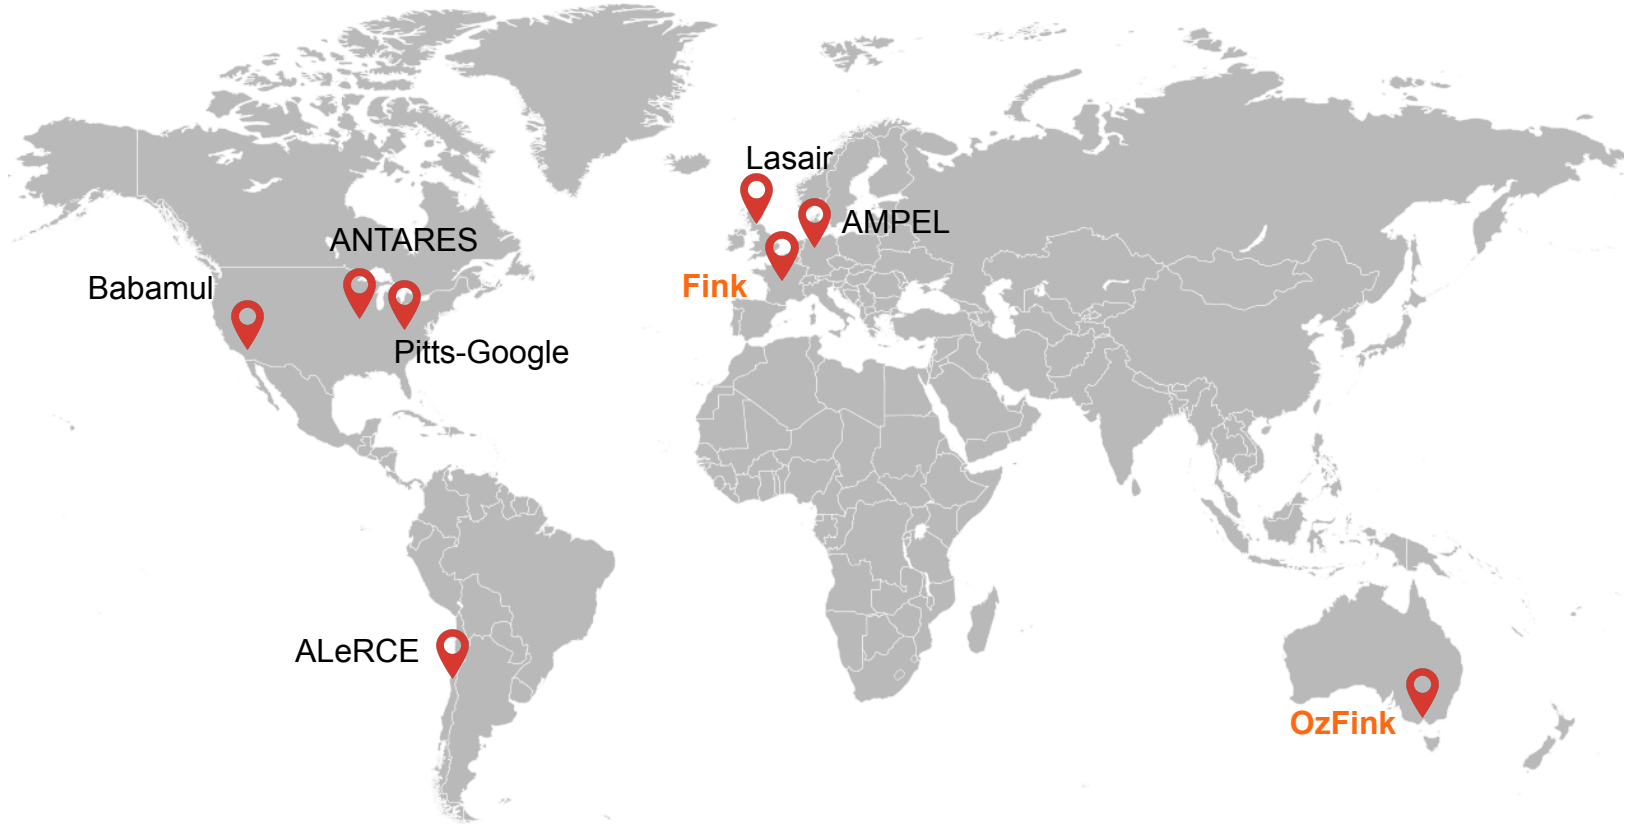 Lasair
AMPEL
ANTARES
Babamul
Fink
Pitts-Google
ALeRCE
OzFink